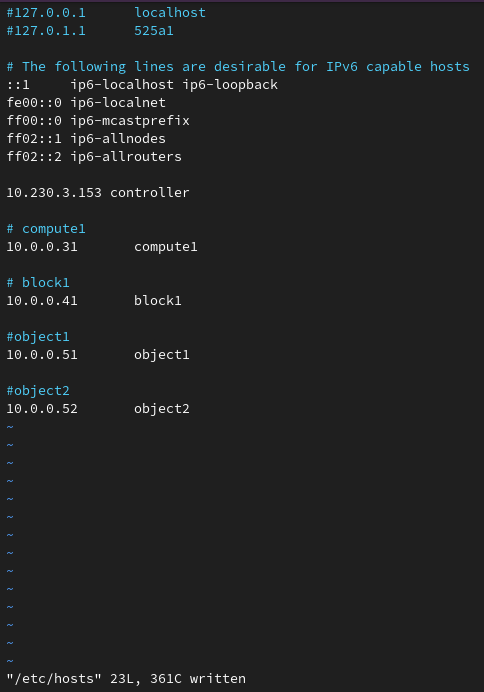 #127.0.0.1      localhost
#127.0.1.1      525a1
# The following lines are desirable for IPv6 capable hosts
::1     ip6-localhost ip6-loopback
fe00::0 ip6-localnet
ff00::0 ip6-mcastprefix
ff02::1 ip6-allnodes
ff02::2 ip6-allrouters
10.230.3.153 controller
# compute1
10.0.0.31       compute1
# block1
10.0.0.41       block1
#object1
10.0.0.51       object1
#object2
10.0.0.52       object2
~
~
~
~
~
~
~
~
~
~
~
~
~
~
"/etc/hosts" 23L, 361C written